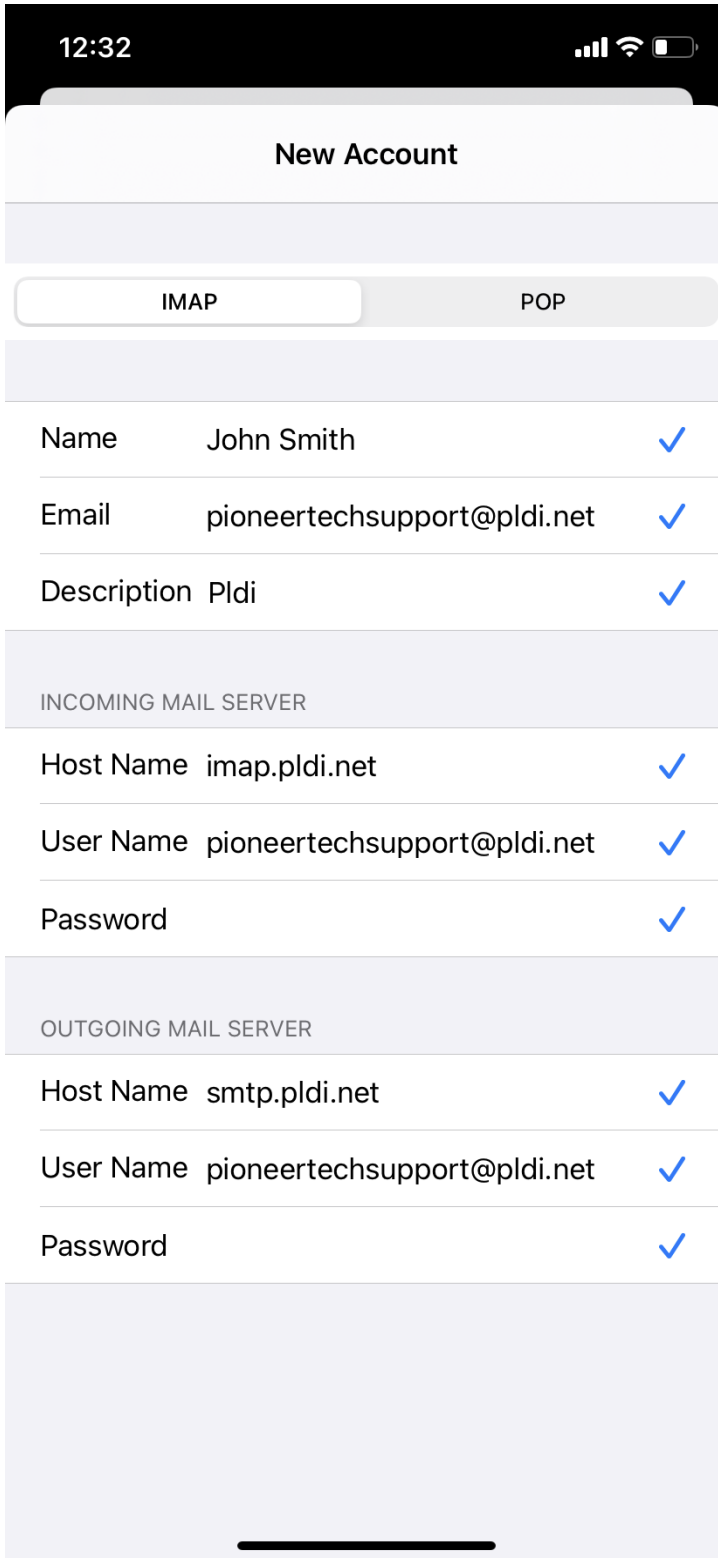 12:32
New Account
IMAP POP
Name John Smith
Email pioneertechsupport@pldi.net
Description Pldi
INCOMING MAIL SERVER
Host Name imap.pldi.net
User Name pioneertechsupport@pldi.net
Password
OUTGOING MAIL SERVER
Host Name smtp.pldi.net
User Name pioneertechsupport@pldi.net
Password